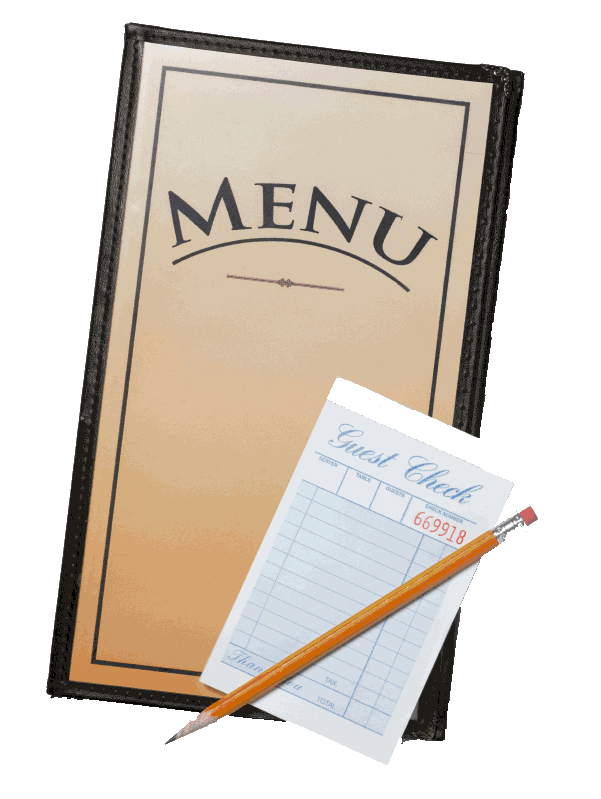 MENU
Guest Check
SERVER TABLE GUESTS CHECK NUMBER
669918
TAX
TOTAL